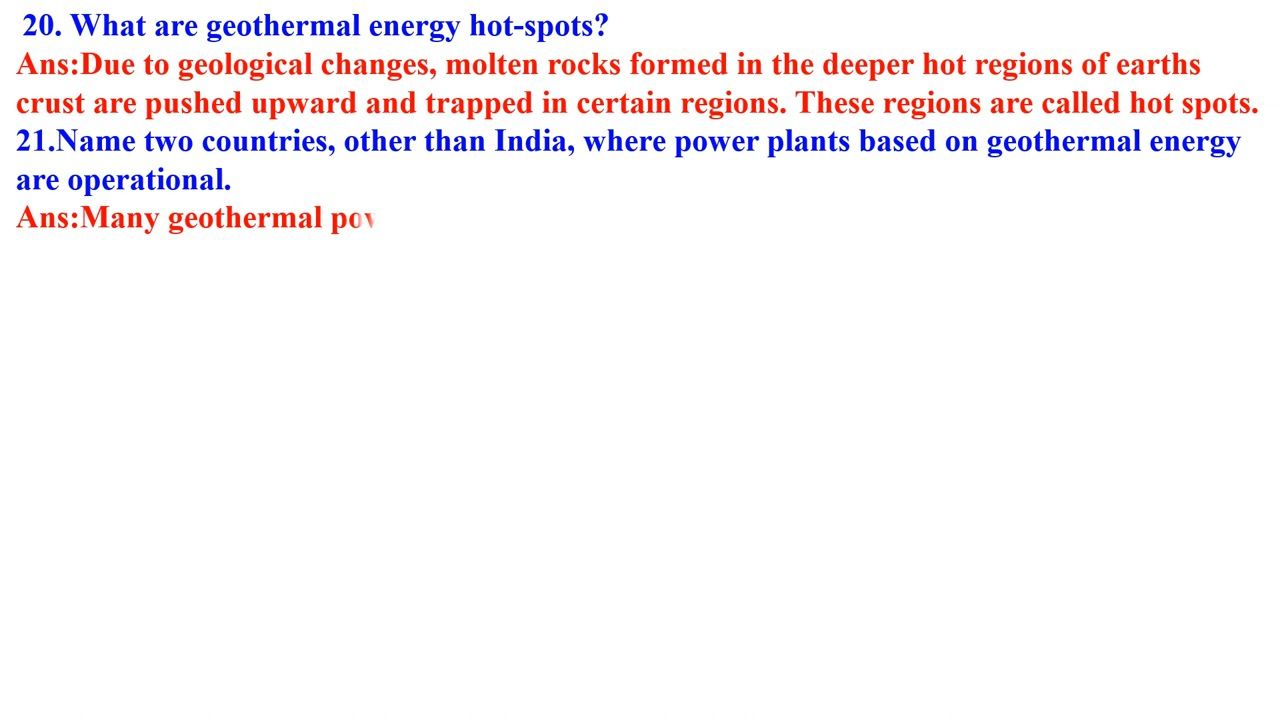 20. What are geothermal energy hot-spots?
Ans:Due to geological changes, molten rocks formed in the deeper hot regions of earths
crust are pushed upward and trapped in certain regions. These regions are called hot spots.
21.Name two countries, other than India, where power plants based on geothermal energy
are operational.
Ans:Many geothermal